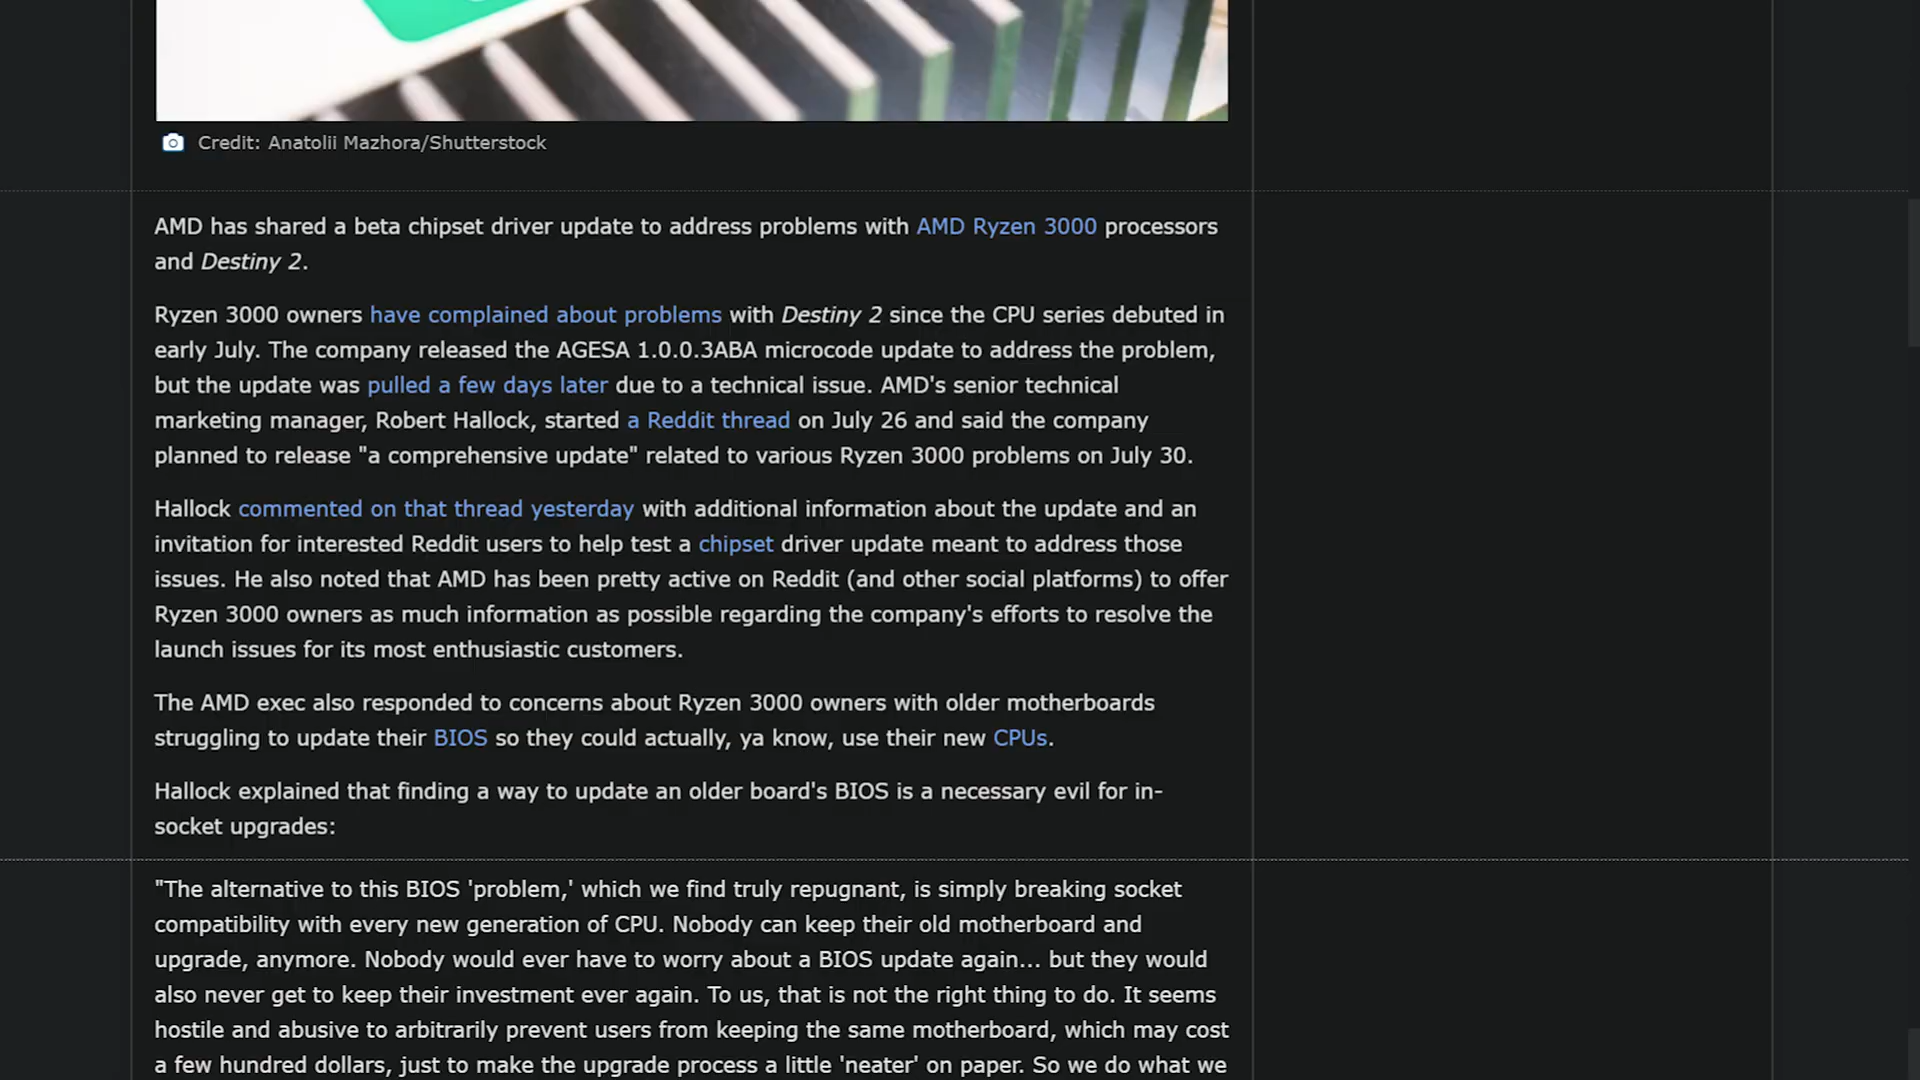 Credit: Anatolii Mazhora/Shutterstock
AMD has shared a beta chipset driver update to address problems with AMD Ryzen 3000 processors
and Destiny 2.
Ryzen 3000 owners have complained about problems with Destiny 2 since the CPU series debuted in
early July. The company released the AGESA 1.0.0.3ABA microcode update to address the problem,
but the update was pulled a few days later due to a technical issue. AMD's senior technical
marketing manager, Robert Hallock, started a Reddit thread on July 26 and said the company
planned to release "a comprehensive update" related to various Ryzen 3000 problems on July 30.
Hallock commented on that thread yesterday with additional information about the update and an
invitation for interested Reddit users to help test a chipset driver update meant to address those
issues. He also noted that AMD has been pretty active on Reddit (and other social platforms) to offer
Ryzen 3000 owners as much information as possible regarding the company's efforts to resolve the
launch issues for its most enthusiastic customers.
The AMD exec also responded to concerns about Ryzen 3000 owners with older motherboards
struggling to update their BIOS so they could actually, ya know, use their new CPUs.
Hallock explained that finding a way to update an older board's BIOS is a necessary evil for in-
socket upgrades:
"The alternative to this BIOS 'problem,' which we find truly repugnant, is simply breaking socket
compatibility with every new generation of CPU. Nobody can keep their old motherboard and
upgrade, anymore. Nobody would ever have to worry about a BIOS update again... but they would
also never get to keep their investment ever again. To us, that is not the right thing to do. It seems
hostile and abusive to arbitrarily prevent users from keeping the same motherboard, which may cost
a few hundred dollars, just to make the upgrade process a little 'neater' on paper. So we do what we